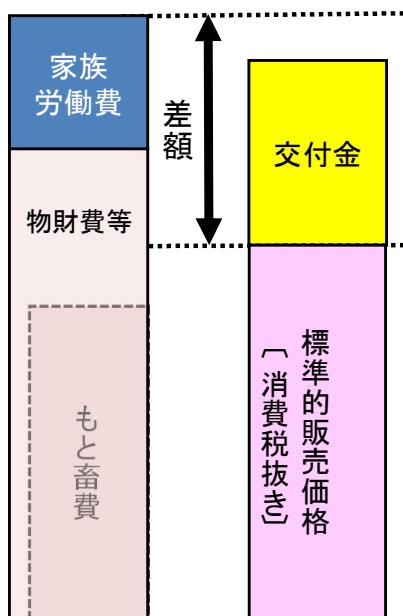 家族
労働費
物財費等
もと畜費
差額
交付金
標準的販売価格
〔消費税抜き〕